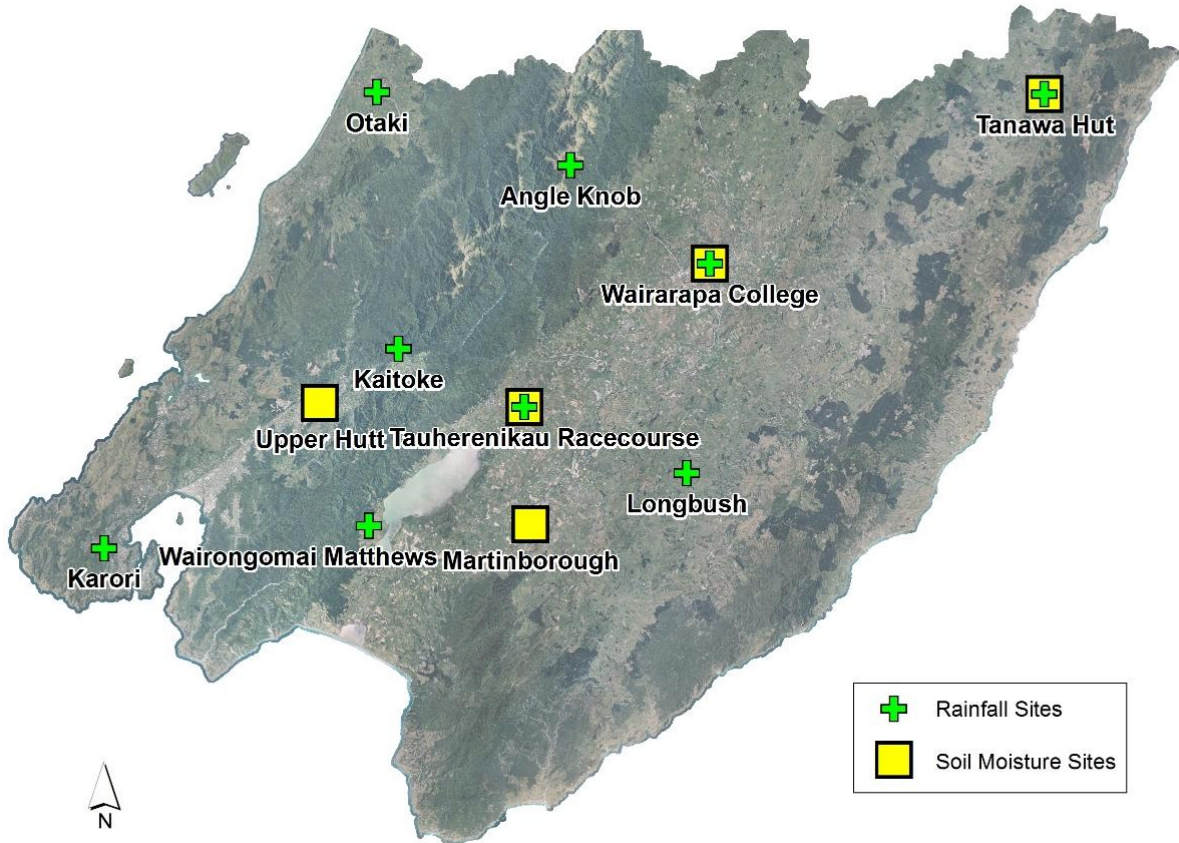 Otaki
Tanawa Hut
Angle Knob
Wairarapa College
Kaitoke
Upper Hutt
Tauherenikau Racecourse
Longbush
Wairongomai Matthews
Martinborough
Karori
Rainfall Sites
Soil Moisture Sites
N